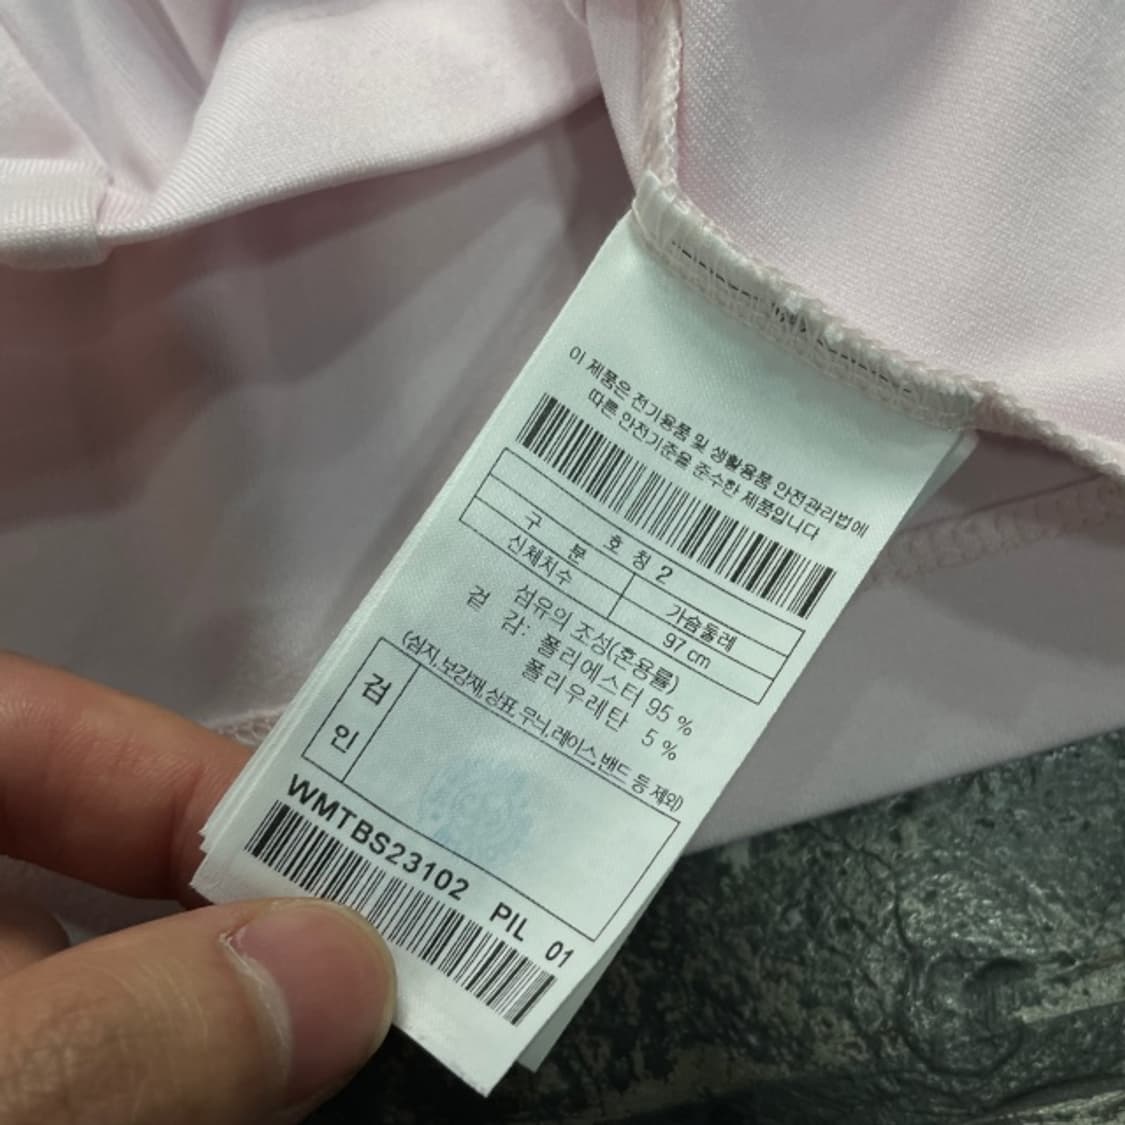 이 제품은 전기용품 및 생활용품 안전관리법에
따른 안전기준을 준수한 제품입니다
호 칭 2
구 분 가슴둘레
신체치수 97 cm
섬유의 조성(혼용률)
겉 감: 폴리에스터 95 %
폴리우레탄 5 %
(심지,보강재,상표,무늬,레이스,밴드 등 제외)
검
인
WMTBS23102 PIL 01